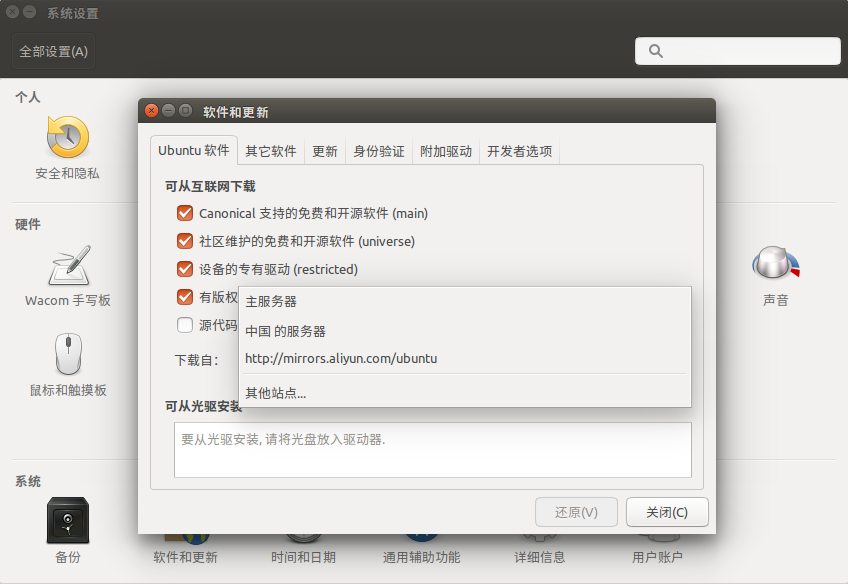 系统设置
全部设置(A)
个人
安全和隐私
硬件
Wacom 手写板
声音
鼠标和触摸板
系统
备份
软件和更新
时间和日期
通用辅助功能
详细信息
用户账户
软件和更新
Ubuntu 软件
其它软件
更新
身份验证
附加驱动
开发者选项
可从互联网下载
Canonical 支持的免费和开源软件 (main)
社区维护的免费和开源软件 (universe)
设备的专有驱动 (restricted)
有版权
源代码
下载自：
主服务器
中国 的服务器
http://mirrors.aliyun.com/ubuntu
其他站点...
可从光驱安装
要从光驱安装, 请将光盘放入驱动器.
还原(V)
关闭(C)